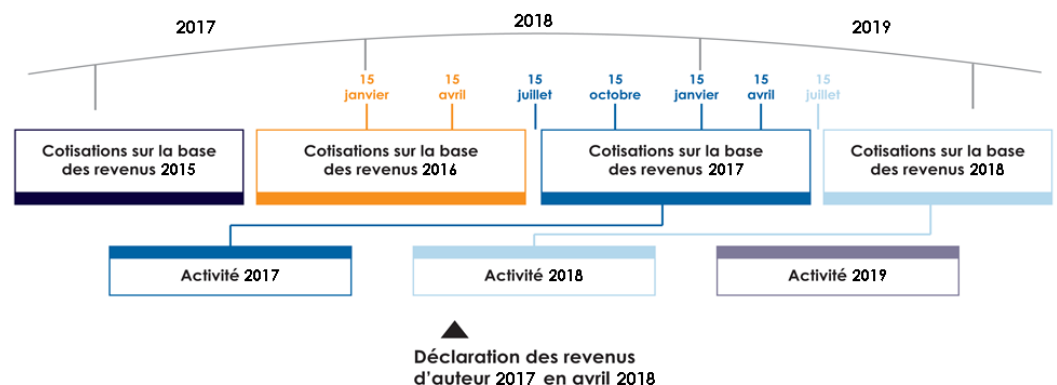 2017
2018
2019
15
janvier
15
avril
15
juillet
15
octobre
15
janvier
15
avril
15
juillet
Cotisations sur la base
des revenus 2015
Cotisations sur la base
des revenus 2016
Cotisations sur la base
des revenus 2017
Cotisations sur la base
des revenus 2018
Activité 2017
Activité 2018
Activité 2019
Déclaration des revenus
d'auteur 2017 en avril 2018